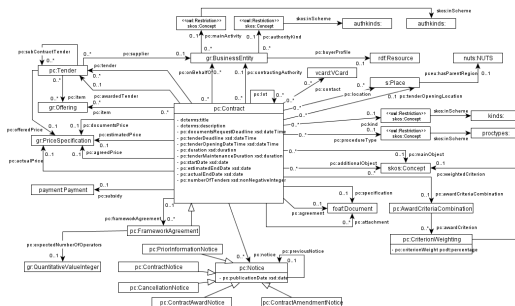 <<owl:Restriction>>
skos:Concept
<<owl:Restriction>>
skos:Concept
skos:inScheme
skos:inScheme
authkinds:
authkinds:
pc:mainActivity
pc:authorityKind
pc:subContractTender
pc:supplier
gr:BusinessEntity
pc:buyerProfile
rdf:Resource
nuts:NUTS
pc:Tender
pc:tender
pc:onBehalfOf
pc:contractingAuthority
vcard:VCard
s:Place
pc:hasParentRegion
pc:awardedTender
pc:lot
pc:contact
pc:location
pc:tenderOpeningLocation
gr:Offering
pc:item
pc:item
pc:Contract
- dcterms:title
- dcterms:description
- pc:documentsRequestDeadline :xsd:dateTime
- pc:tenderDeadline :xsd:dateTime
- pc:tenderOpeningDate :xsd:dateTime
- pc:duration :xsd:duration
- pc:tenderMaintenanceDuration :xsd:duration
- pc:startDate :xsd:date
- pc:estimatedEndDate :xsd:date
- pc:actualEndDate :xsd:date
- pc:numberOfTenders :xsd:nonNegativeInteger
<<owl:Restriction>>
skos:Concept
skos:inScheme
kinds:
pc:kind
<<owl:Restriction>>
skos:Concept
skos:inScheme
proctypes:
pc:procedureType
pc:offeredPrice
pc:documentsPrice
pc:estimatedPrice
gr:PriceSpecification
pc:agreedPrice
pc:actualPrice
pc:mainObject
pc:additionalObject
skos:Concept
pc:weightedCriterion
payment:Payment
pc:subsidy
pc:specification
foaf:Document
pc:agreement
pc:attachment
pc:awardCriteriaCombination
pc:AwardCriteriaCombination
pc:awardCriterion
pc:frameworkAgreement
pc:FrameworkAgreement
pc:CriterionWeighting
- pc:criterionWeight :pcdt:percentage
pc:expectedNumberOfOperators
gr:QuantitativeValueInteger
pc:PriorInformationNotice
pc:notice
pc:previousNotice
pc:ContractNotice
pc:Notice
- pc:publicationDate :xsd:date
pc:CancellationNotice
pc:ContractAwardNotice
pc:ContractAmendmentNotice